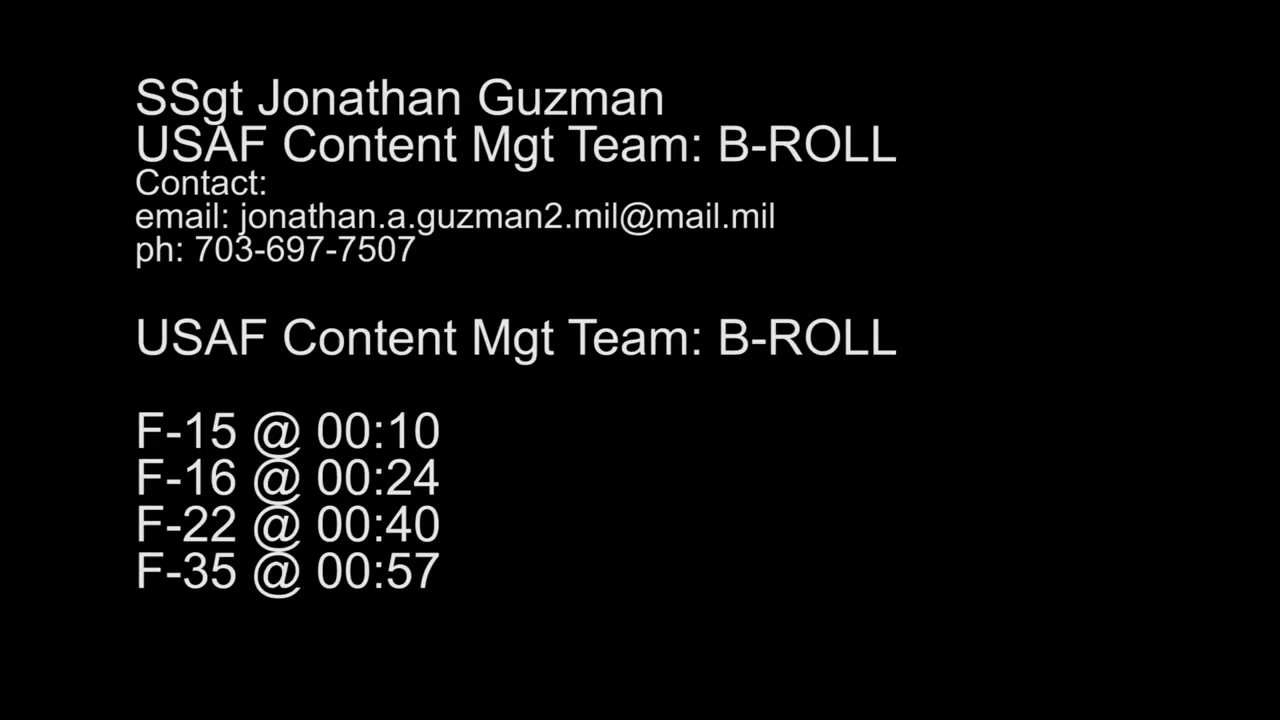 SSgt Jonathan Guzman
USAF Content Mgt Team: B-ROLL
Contact:
email: jonathan.a.guzman2.mil@mail.mil
ph: 703-697-7507
USAF Content Mgt Team: B-ROLL
F-15 @ 00:10
F-16 @ 00:24
F-22 @ 00:40
F-35 @ 00:57